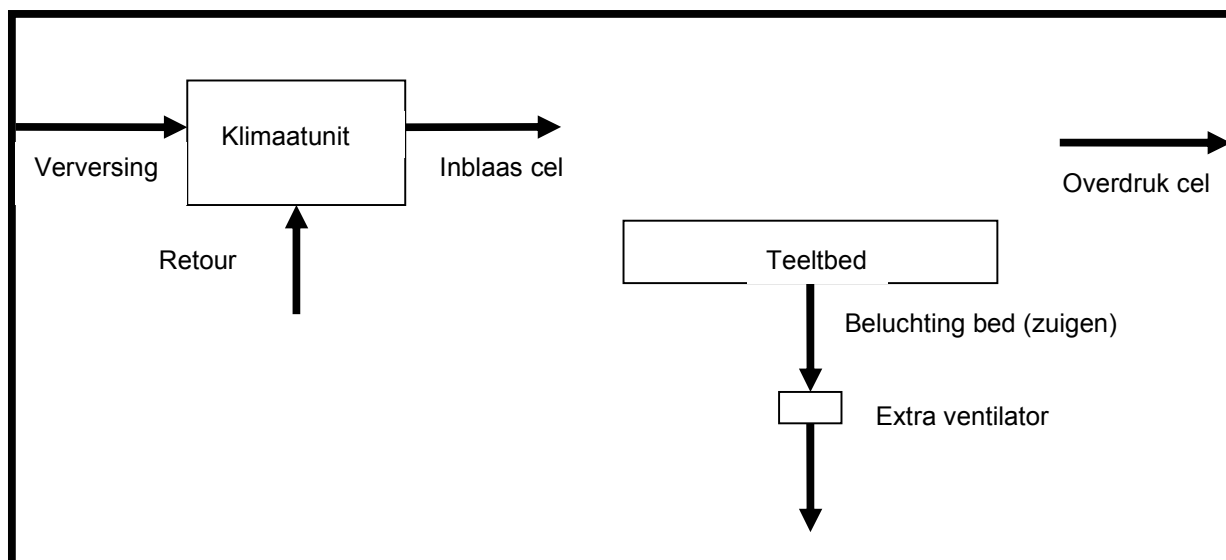 Klimaatunit
Verversing
Inblaas cel
Overdruk cel
Retour
Teeltbed
Beluchting bed (zuigen)
Extra ventilator